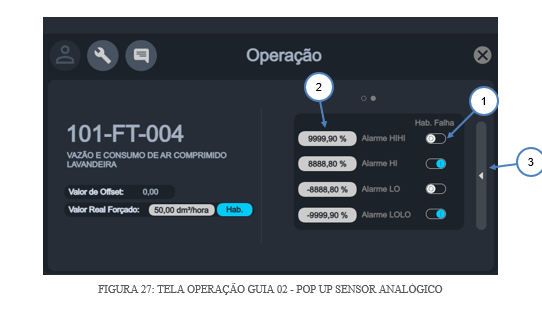 Operação
2
1
Hab. Falha
101-FT-004
VAZÃO E CONSUMO DE AR COMPRIMIDO
LAVANDEIRA
Valor de Offset: 0,00
Valor Real Forçado: 50,00 dm³/hora Hab.
9999,90 % Alarme HIHI
8888,80 % Alarme HI
-8888,80 % Alarme LO
-9999,90 % Alarme LOLO
3
FIGURA 27: TELA OPERAÇÃO GUIA 02 - POP UP SENSOR ANALÓGICO